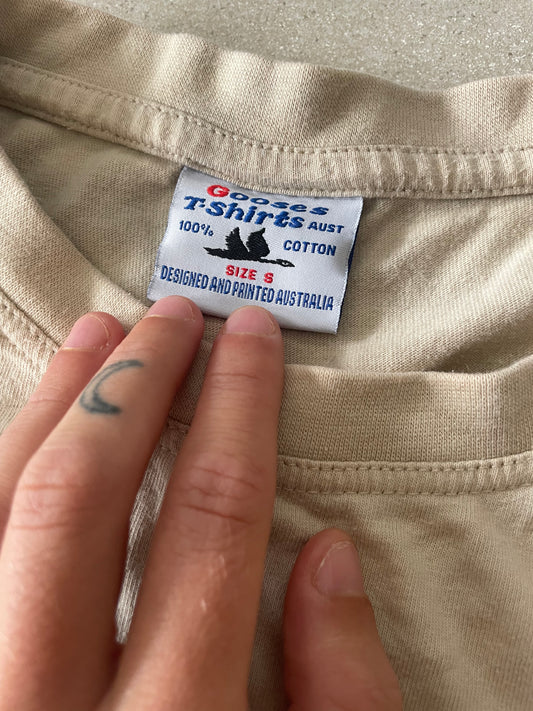 Gooses
T-Shirts AUST
100% COTTON
SIZE S
DESIGNED AND PRINTED AUSTRALIA